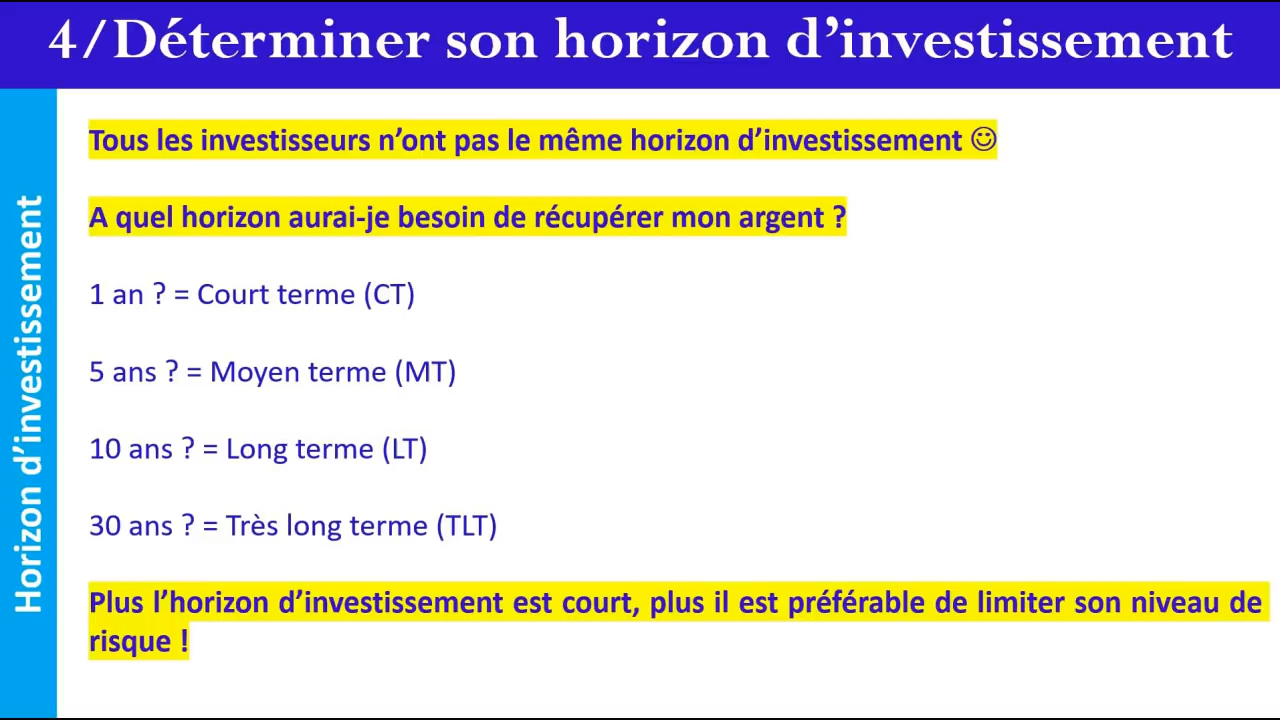 4/Déterminer son horizon d’investissement
Horizon d’investissement
Tous les investisseurs n’ont pas le même horizon d’investissement ☺
A quel horizon aurai-je besoin de récupérer mon argent ?
1 an ? = Court terme (CT)
5 ans ? = Moyen terme (MT)
10 ans ? = Long terme (LT)
30 ans ? = Très long terme (TLT)
Plus l’horizon d’investissement est court, plus il est préférable de limiter son niveau de
risque !